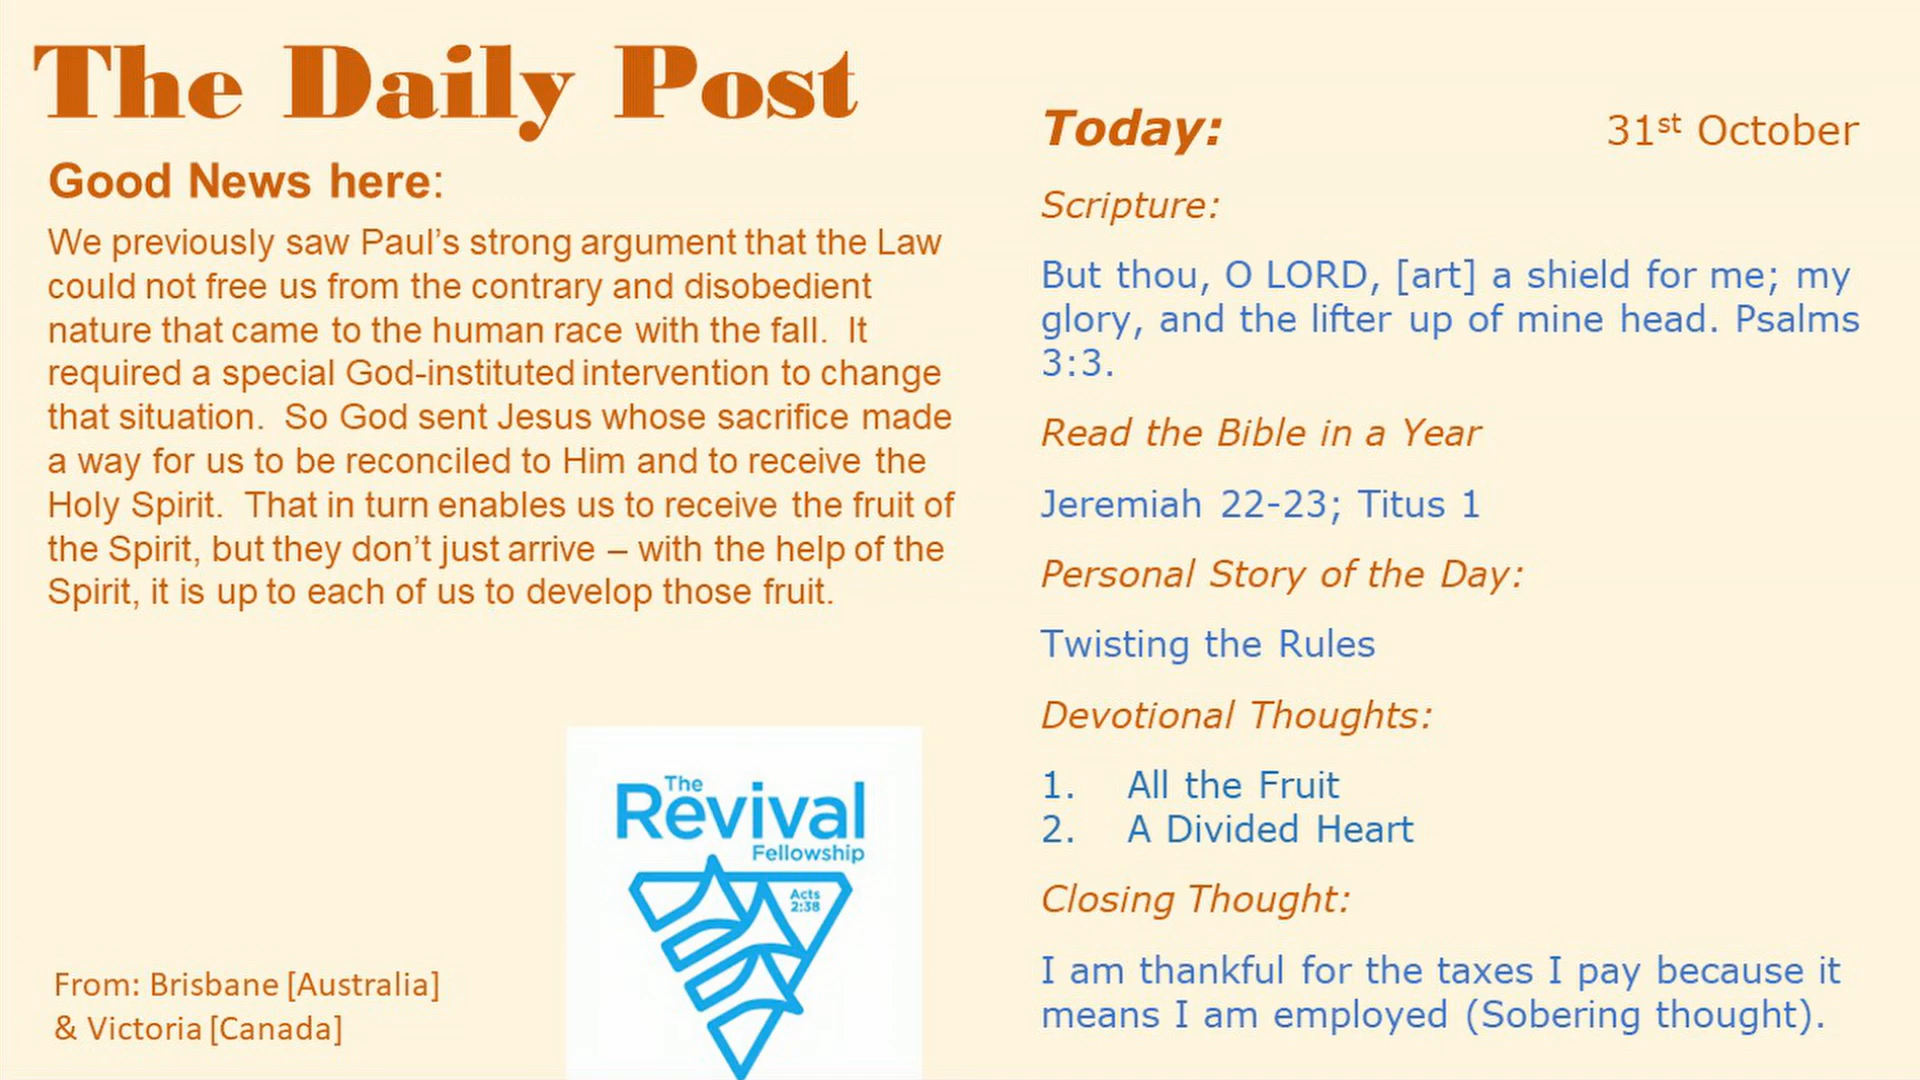 The Daily Post
Good News here:
We previously saw Paul’s strong argument that the Law
could not free us from the contrary and disobedient
nature that came to the human race with the fall.  It
required a special God-instituted intervention to change
that situation.  So God sent Jesus whose sacrifice made
a way for us to be reconciled to Him and to receive the
Holy Spirit.  That in turn enables us to receive the fruit of
the Spirit, but they don’t just arrive – with the help of the
Spirit, it is up to each of us to develop those fruit.
The
Revival
Fellowship
Acts
2:38
From: Brisbane [Australia]
& Victoria [Canada]
Today: 31st October
Scripture:
But thou, O LORD, [art] a shield for me; my
glory, and the lifter up of mine head. Psalms
3:3.
Read the Bible in a Year
Jeremiah 22-23; Titus 1
Personal Story of the Day:
Twisting the Rules
Devotional Thoughts:
1. All the Fruit
2. A Divided Heart
Closing Thought:
I am thankful for the taxes I pay because it
means I am employed (Sobering thought).